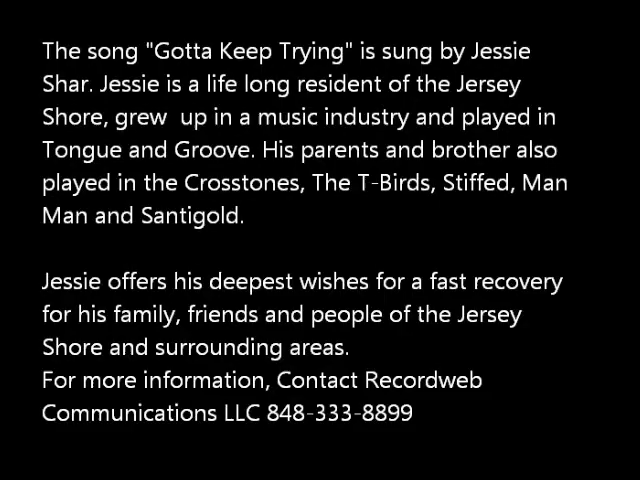 The song "Gotta Keep Trying" is sung by Jessie
Shar. Jessie is a life long resident of the Jersey
Shore, grew  up in a music industry and played in
Tongue and Groove. His parents and brother also
played in the Crosstones, The T-Birds, Stiffed, Man
Man and Santigold.

Jessie offers his deepest wishes for a fast recovery
for his family, friends and people of the Jersey
Shore and surrounding areas.
For more information, Contact Recordweb
Communications LLC 848-333-8899